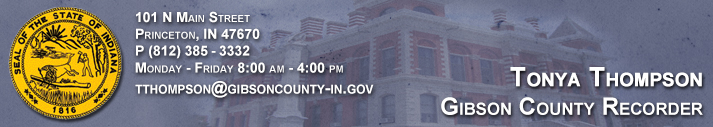 SEAL OF THE STATE OF INDIANA
1816
101 N Main Street
Princeton, IN 47670
P (812) 385 - 3332
Monday - Friday 8:00 am - 4:00 pm
tthompson@gibsoncounty-in.gov
Tonya Thompson
Gibson County Recorder